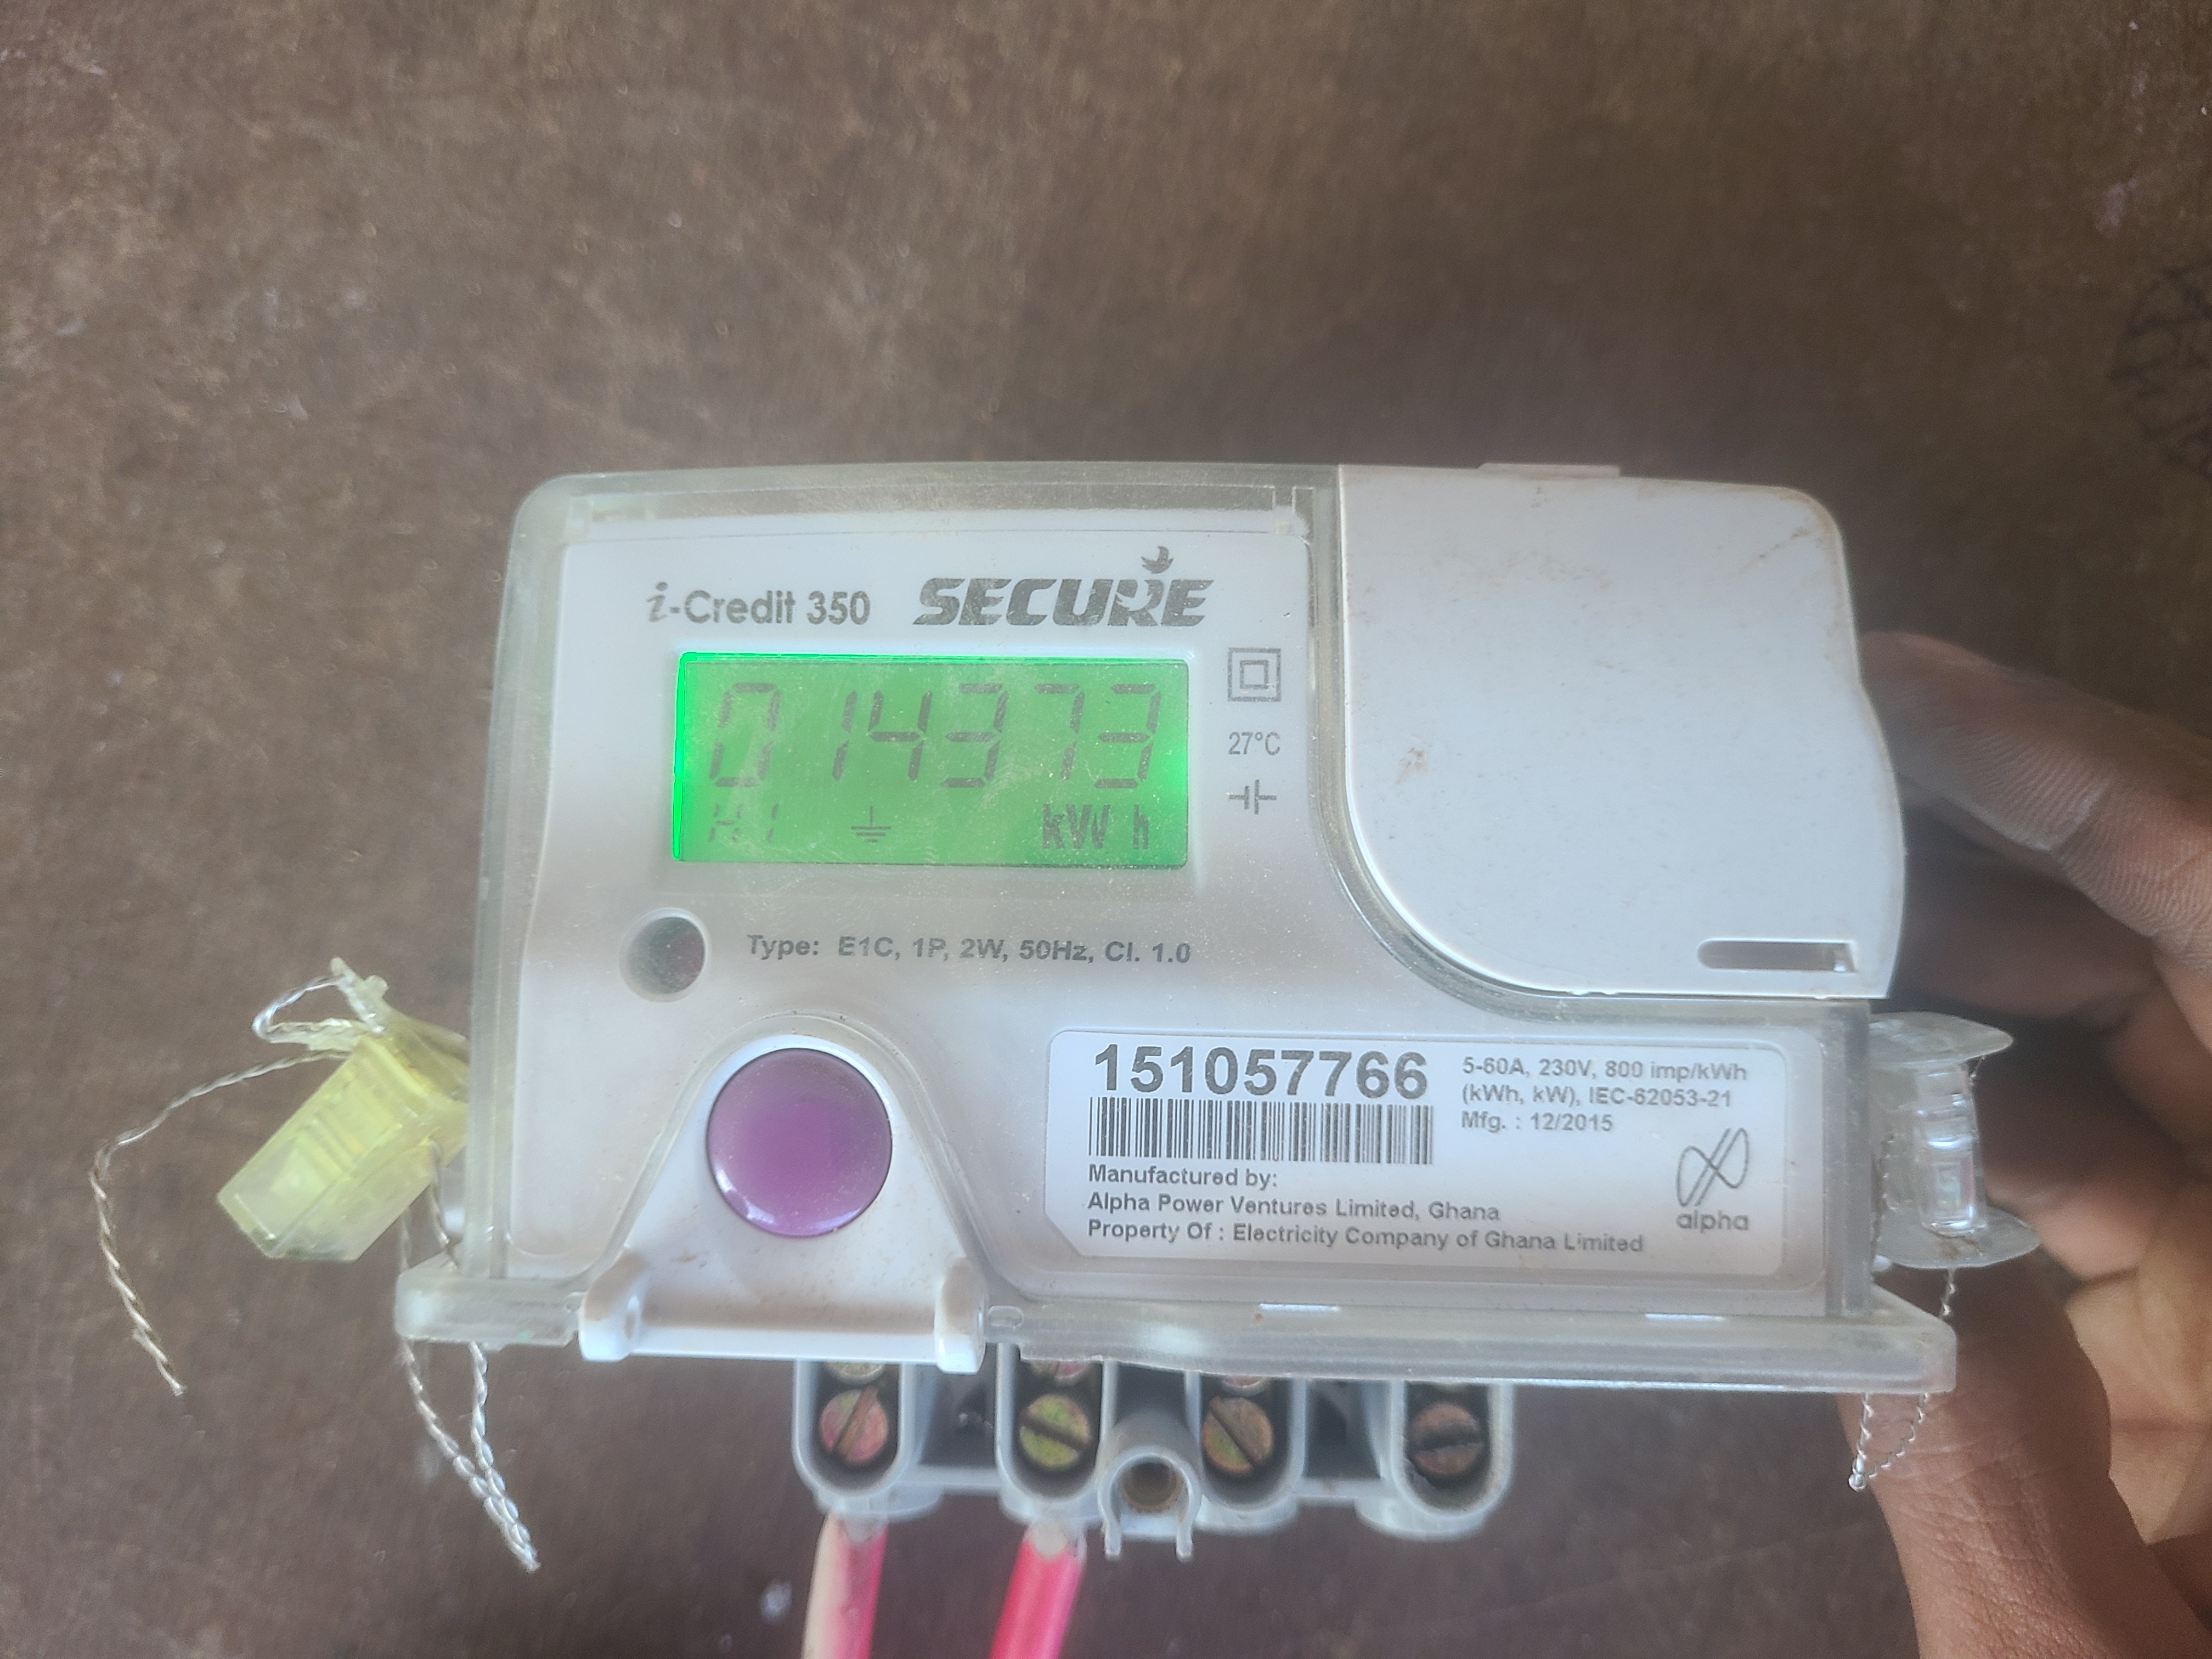 i-Credit 350 SECURE
014373
kWh
27°C
Type: E1C, 1P, 2W, 50Hz, Cl. 1.0
151057766
5-60A, 230V, 800 imp/kWh
(kWh, kW), IEC-62053-21
Mfg. : 12/2015
Manufactured by:
Alpha Power Ventures Limited, Ghana
Property Of : Electricity Company of Ghana Limited
alpha